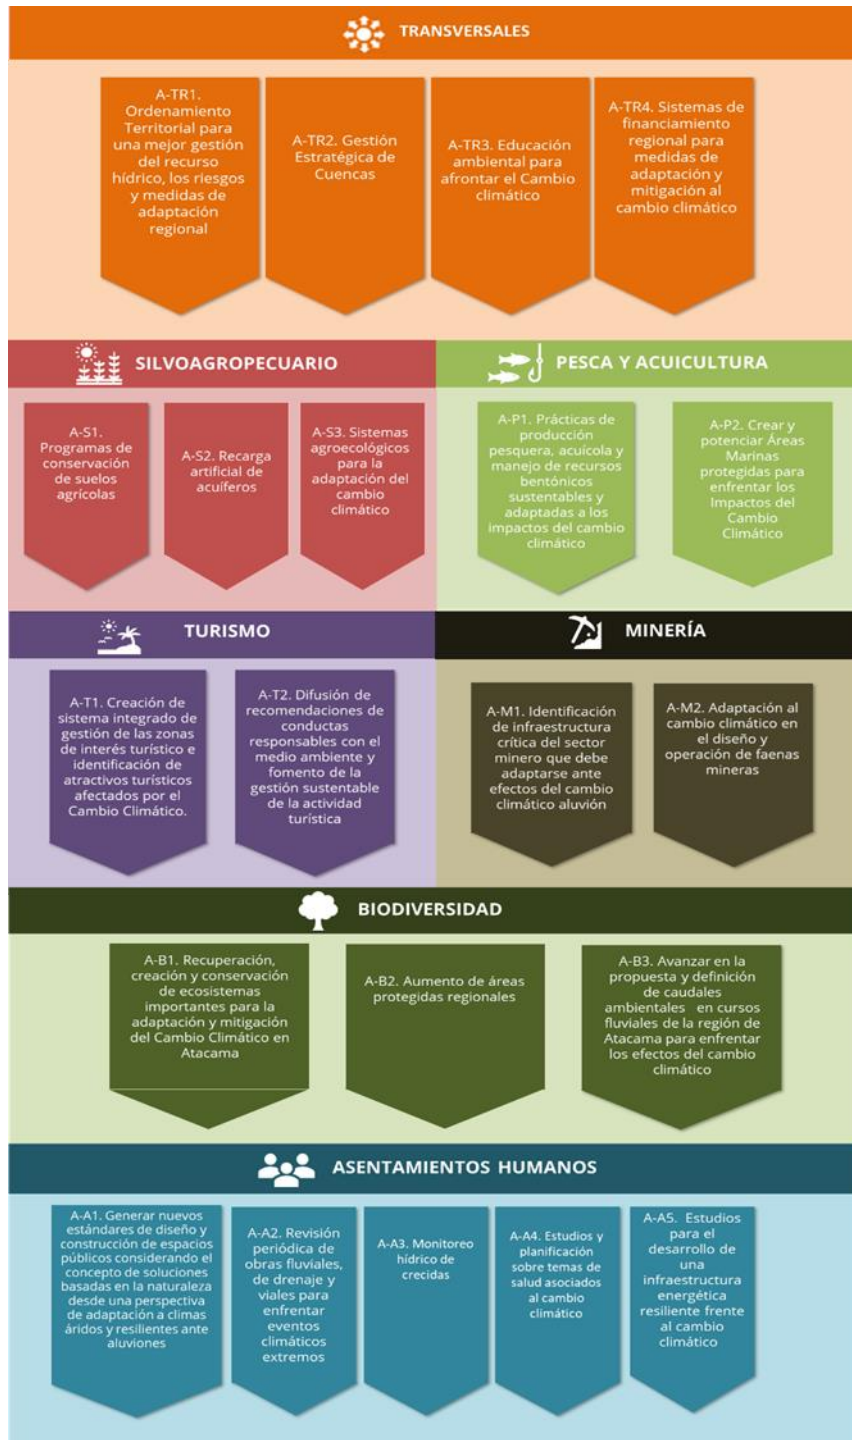 TRANSVERSALES
A-TR1.
Ordenamiento
Territorial para
una mejor gestión
del recurso
hídrico, los riesgos
y medidas de
adaptación
regional
A-TR2. Gestión
Estratégica de
Cuencas
A-TR3. Educación
ambiental para
afrontar el Cambio
climático
A-TR4. Sistemas de
financiamiento
regional para
medidas de
adaptación y
mitigación al
cambio climático
SILVOAGROPECUARIO
A-S1.
Programas de
conservación
de suelos
agrícolas
A-S2. Recarga
artificial de
acuíferos
A-S3. Sistemas
agroecológicos
para la
adaptación del
cambio
climático
PESCA Y ACUICULTURA
A-P1. Prácticas de
producción
pesquera, acuícola y
manejo de recursos
bentónicos
sustentables y
adaptadas a los
impactos del cambio
climático
A-P2. Crear y
potenciar Áreas
Marinas
protegidas para
enfrentar los
Impactos del
Cambio
Climático
TURISMO
A-T1. Creación de
sistema integrado de
gestión de las zonas
de interés turístico e
identificación de
atractivos turísticos
afectados por el
Cambio Climático.
A-T2. Difusión de
recomendaciones de
conductas
responsables con el
medio ambiente y
fomento de la
gestión sustentable
de la actividad
turística
MINERÍA
A-M1. Identificación
de infraestructura
crítica del sector
minero que debe
adaptarse ante
efectos del cambio
climático aluvión
A-M2. Adaptación al
cambio climático en
el diseño y
operación de faenas
mineras
BIODIVERSIDAD
A-B1. Recuperación,
creación y conservación
de ecosistemas
importantes para la
adaptación y mitigación
del Cambio Climático en
Atacama
A-B2. Aumento de áreas
protegidas regionales
A-B3. Avanzar en la
propuesta y definición
de caudales
ambientales en cursos
fluviales de la región de
Atacama para enfrentar
los efectos del cambio
climático
ASENTAMIENTOS HUMANOS
A-A1. Generar nuevos
estándares de diseño y
construcción de espacios
públicos considerando el
concepto de soluciones
basadas en la naturaleza
desde una perspectiva
de adaptación a climas
áridos y resilientes ante
aluviones
A-A2. Revisión
periódica de
obras fluviales,
de drenaje y
viales para
enfrentar
eventos
climáticos
extremos
A-A3. Monitoreo
hídrico de
crecidas
A-A4. Estudios y
planificación
sobre temas de
salud asociados
al cambio
climático
A-A5. Estudios
para el
desarrollo de
una
infraestructura
energética
resiliente frente
al cambio
climático